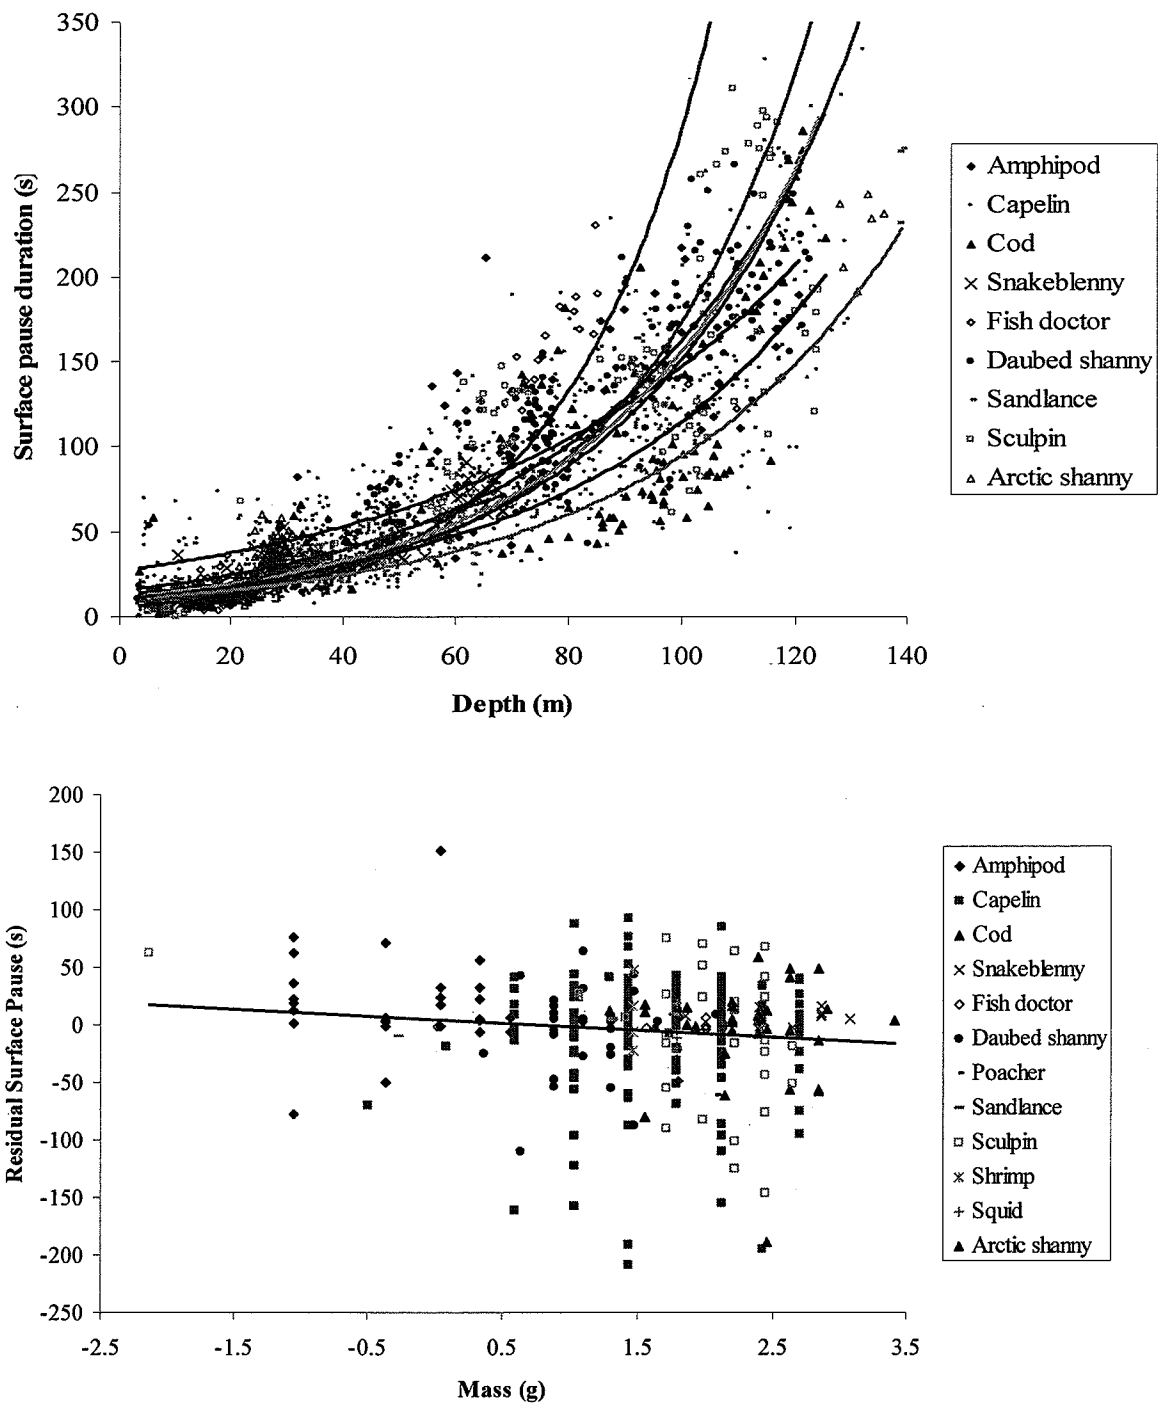 350
300
250
200
150
100
50
0
Surface pause duration (s)
0 20 40 60 80 100 120 140
Depth (m)
Amphipod
Capelin
Cod
Snakeblenny
Fish doctor
Daubed shanny
Sandlance
Sculpin
Arctic shanny
200
150
100
50
0
-50
-100
-150
-200
-250
Residual Surface Pause (s)
-2.5 -1.5 -0.5 0.5 1.5 2.5 3.5
Mass (g)
Amphipod
Capelin
Cod
Snakeblenny
Fish doctor
Daubed shanny
Poacher
Sandlance
Sculpin
Shrimp
Squid
Arctic shanny